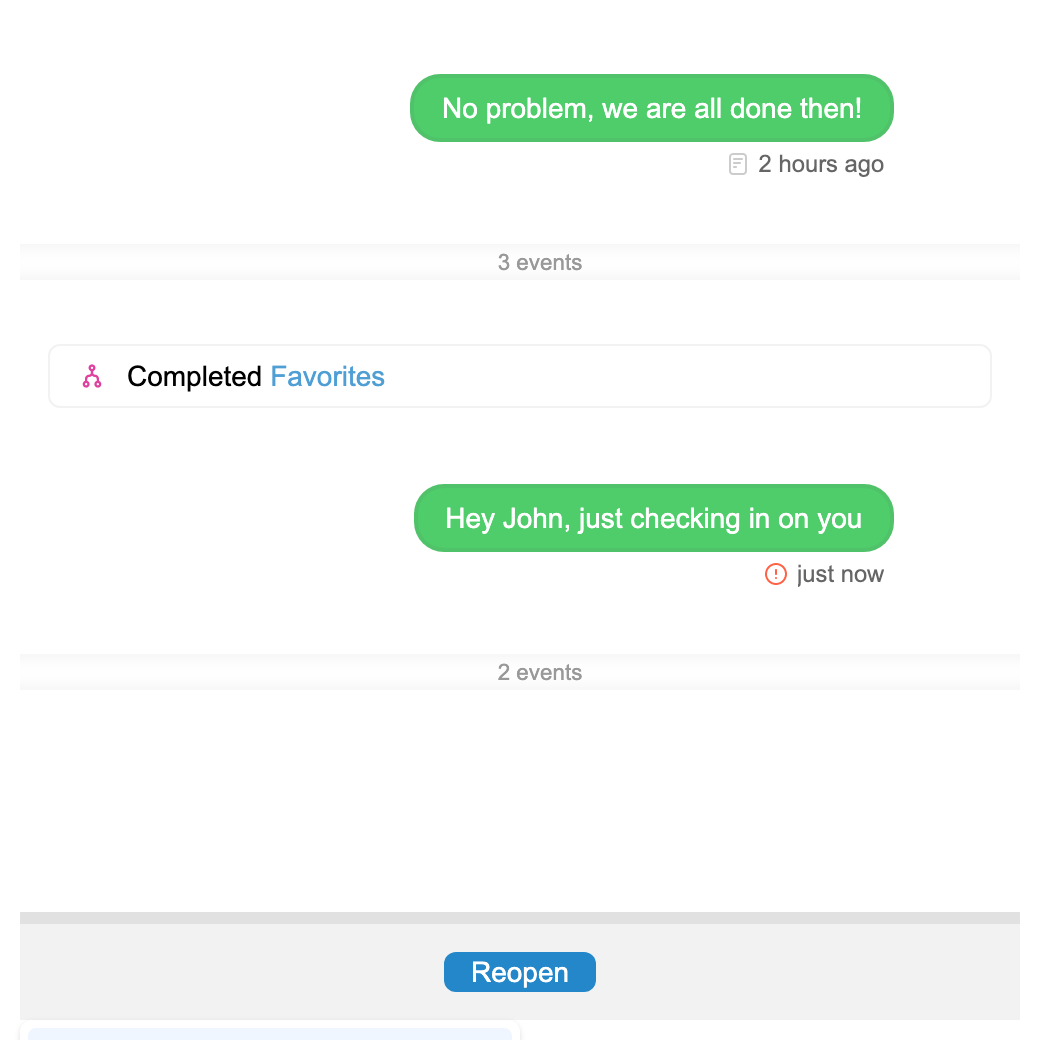 No problem, we are all done then!
2 hours ago
3 events
Completed Favorites
Hey John, just checking in on you
just now
2 events
Reopen